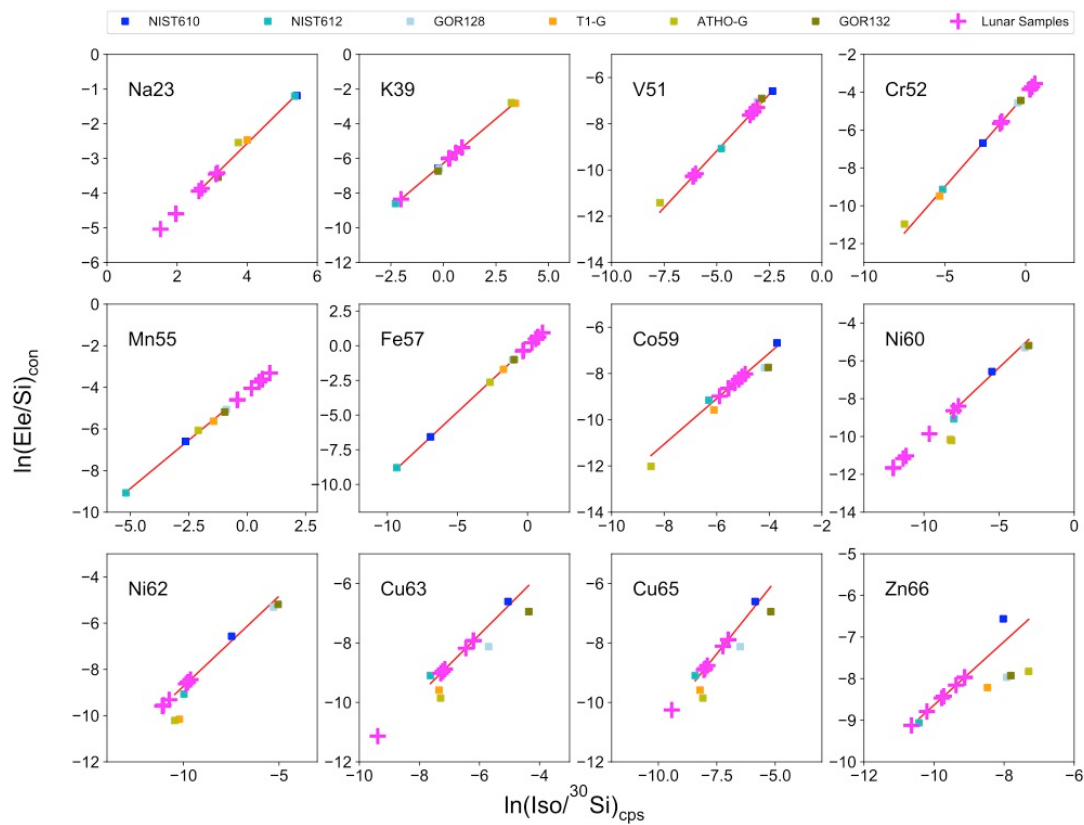 NIST610 NIST612 GOR128 T1-G ATHO-G GOR132 Lunar Samples
Na23
0
−1
−2
−3
−4
−5
−6
0 2 4 6
K39
0
−2
−4
−6
−8
−10
−12
−2.5 0.0 2.5 5.0
V51
−6
−8
−10
−12
−14
−10.0 −7.5 −5.0 −2.5 0.0
Cr52
−2
−4
−6
−8
−10
−12
−10 −5 0
Mn55
0
−2
−4
−6
−8
−10
−5.0 −2.5 0.0 2.5
Fe57
2.5
0.0
−2.5
−5.0
−7.5
−10.0
−10 −5 0
Co59
−6
−8
−10
−12
−14
−8 −6 −4 −2
Ni60
−4
−6
−8
−10
−12
−14
−10 −5 0
Ni62
−4
−6
−8
−10
−12
−10 −5
Cu63
−6
−8
−10
−12
−10 −8 −6 −4
Cu65
−6
−8
−10
−12
−10.0 −7.5 −5.0
Zn66
−5
−6
−7
−8
−9
−10
−12 −10 −8 −6
ln(Ele/Si)con
ln(Iso/30Si)cps